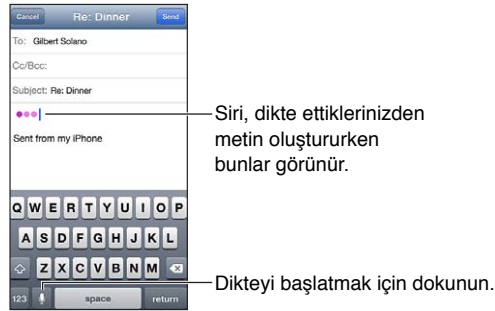 Cancel Re: Dinner Send
To: Gilbert Solano
Cc/Bcc:
Subject: Re: Dinner
Siri, dikte ettiklerinizden
metin oluştururken
bunlar görünür.
Sent from my iPhone
Q W E R T Y U I O P
A S D F G H J K L
Z X C V B N M
Dikteyi başlatmak için dokunun.
123 space return